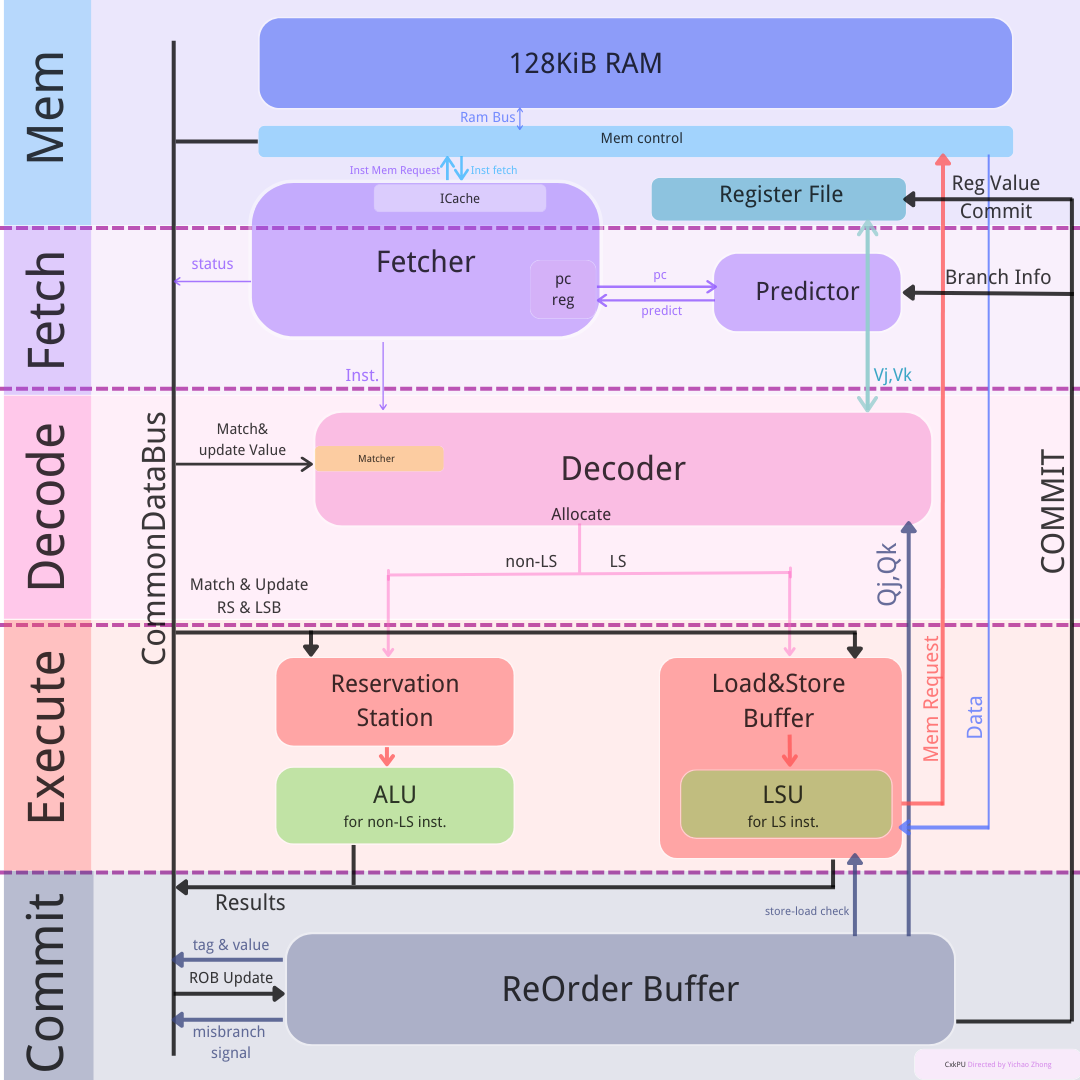 Mem
128KiB RAM
Ram Bus
Mem control
Inst Mem Request
Inst fetch
ICache
Register File
Reg Value
Commit
Fetch
status
Fetcher
pc
reg
pc
predict
Predictor
Branch Info
Inst.
Vj,Vk
Decode
CommonDataBus
Match&
update Value
Matcher
Decoder
Allocate
non-LS
LS
Qj,Qk
COMMIT
Match & Update
RS & LSB
Execute
Reservation
Station
Load&Store
Buffer
Mem Request
Data
ALU
for non-LS inst.
LSU
for LS inst.
Commit
Results
store-load check
tag & value
ROB Update
misbranch
signal
ReOrder Buffer
CxkPU Directed by Yichao Zhong